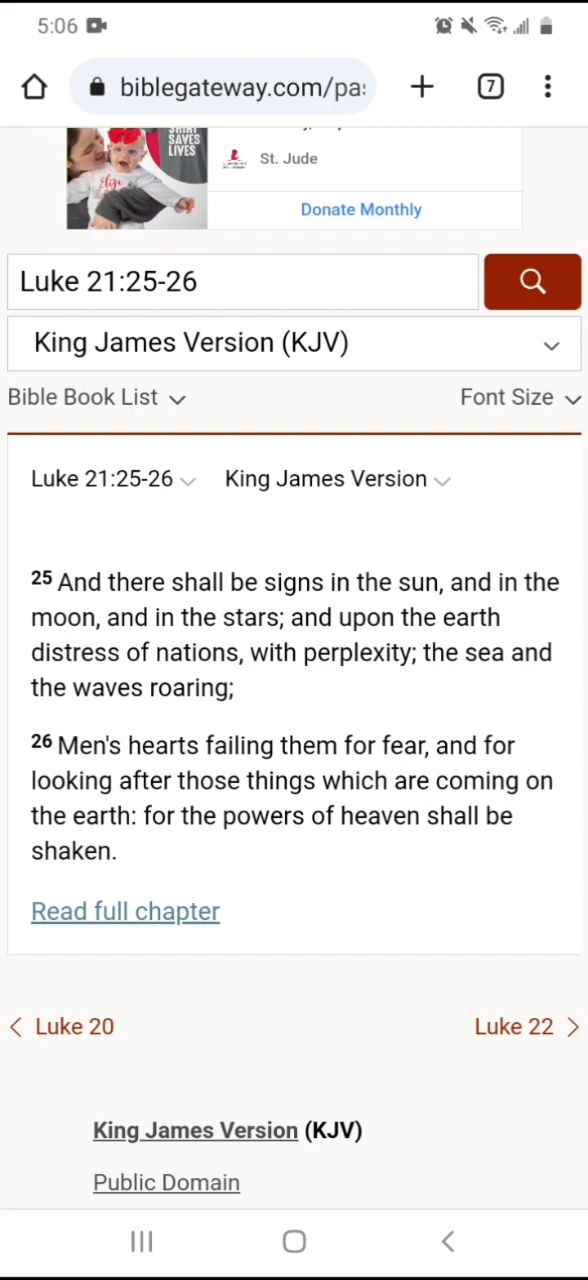 5:06
biblegateway.com/pa
7
SHIRT
SAVES
LIVES
St. Jude
Donate Monthly
Luke 21:25-26
King James Version (KJV)
Bible Book List
Font Size
Luke 21:25-26 King James Version
25 And there shall be signs in the sun, and in the
moon, and in the stars; and upon the earth
distress of nations, with perplexity; the sea and
the waves roaring;
26 Men's hearts failing them for fear, and for
looking after those things which are coming on
the earth: for the powers of heaven shall be
shaken.
Read full chapter
Luke 20
Luke 22
King James Version (KJV)
Public Domain